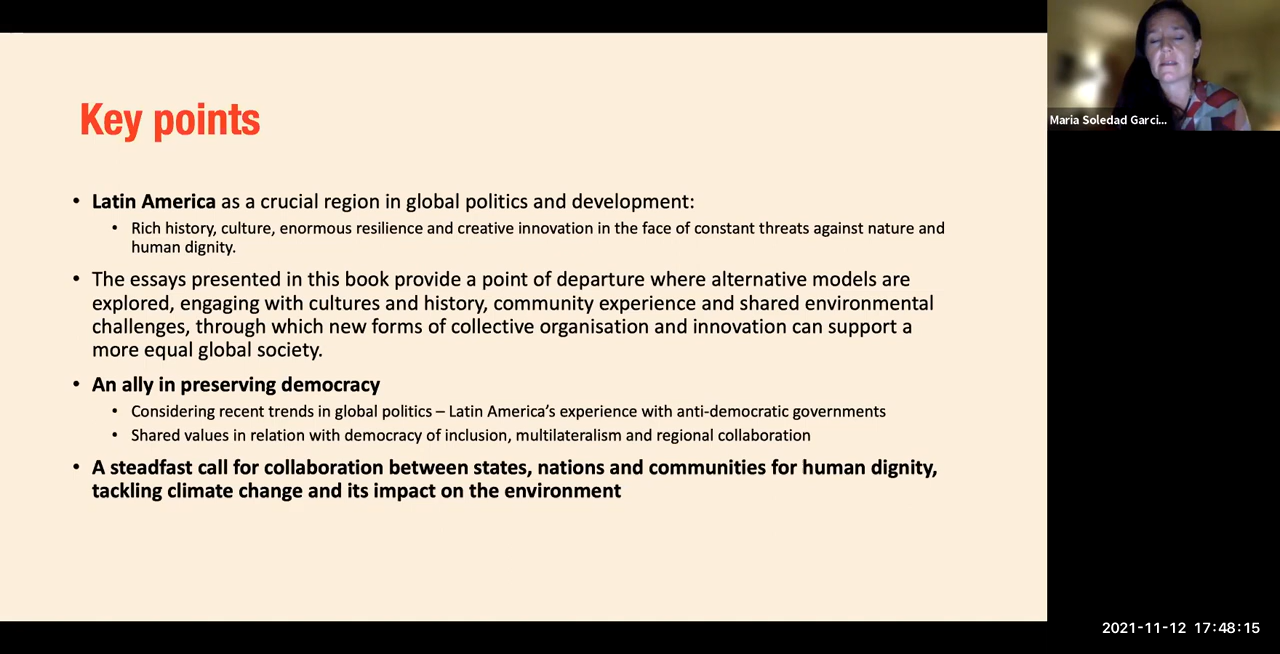 Key points
• Latin America as a crucial region in global politics and development:
• Rich history, culture, enormous resilience and creative innovation in the face of constant threats against nature and
human dignity.
• The essays presented in this book provide a point of departure where alternative models are
explored, engaging with cultures and history, community experience and shared environmental
challenges, through which new forms of collective organisation and innovation can support a
more equal global society.
• An ally in preserving democracy
• Considering recent trends in global politics – Latin America’s experience with anti-democratic governments
• Shared values in relation with democracy of inclusion, multilateralism and regional collaboration
• A steadfast call for collaboration between states, nations and communities for human dignity,
tackling climate change and its impact on the environment
Maria Soledad Garci...
2021-11-12 17:48:15